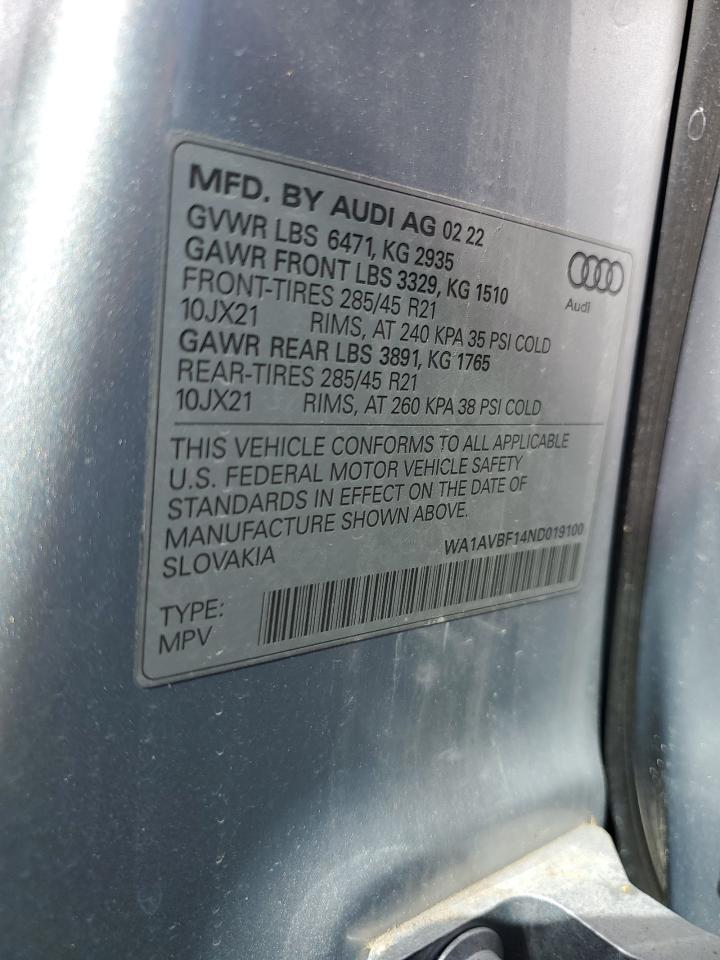 MFD. BY AUDI AG 02 22
GVWR LBS 6471, KG 2935
GAWR FRONT LBS 3329, KG 1510
FRONT-TIRES 285/45 R21
10JX21 RIMS, AT 240 KPA 35 PSI COLD
GAWR REAR LBS 3891, KG 1765
REAR-TIRES 285/45 R21
10JX21 RIMS, AT 260 KPA 38 PSI COLD
Audi
THIS VEHICLE CONFORMS TO ALL APPLICABLE
U.S. FEDERAL MOTOR VEHICLE SAFETY
STANDARDS IN EFFECT ON THE DATE OF
MANUFACTURE SHOWN ABOVE.
SLOVAKIA
WA1AVBF14ND019100
TYPE:
MPV